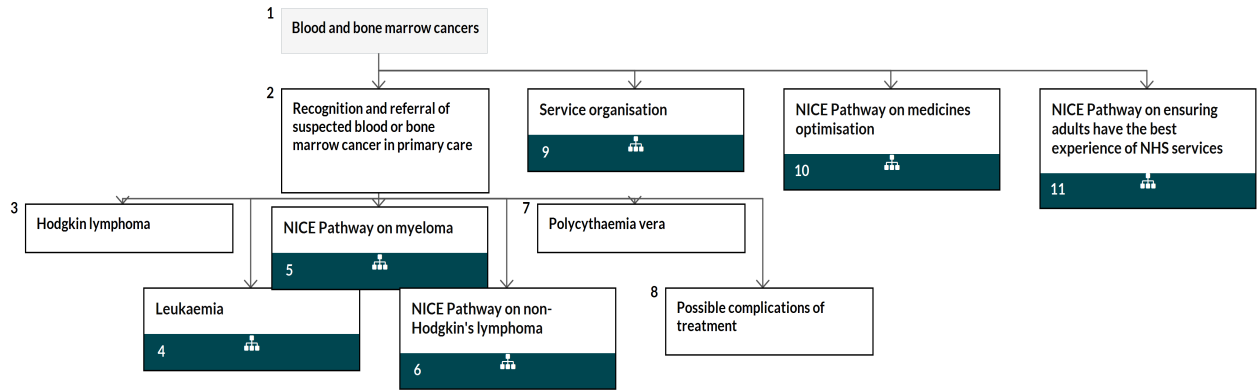 1
Blood and bone marrow cancers
2
Recognition and referral of
suspected blood or bone
marrow cancer in primary care
Service organisation
9
NICE Pathway on medicines
optimisation
10
NICE Pathway on ensuring
adults have the best
experience of NHS services
11
3
Hodgkin lymphoma
NICE Pathway on myeloma
5
7
Polycythaemia vera
Leukaemia
4
NICE Pathway on non-
Hodgkin's lymphoma
6
8
Possible complications of
treatment